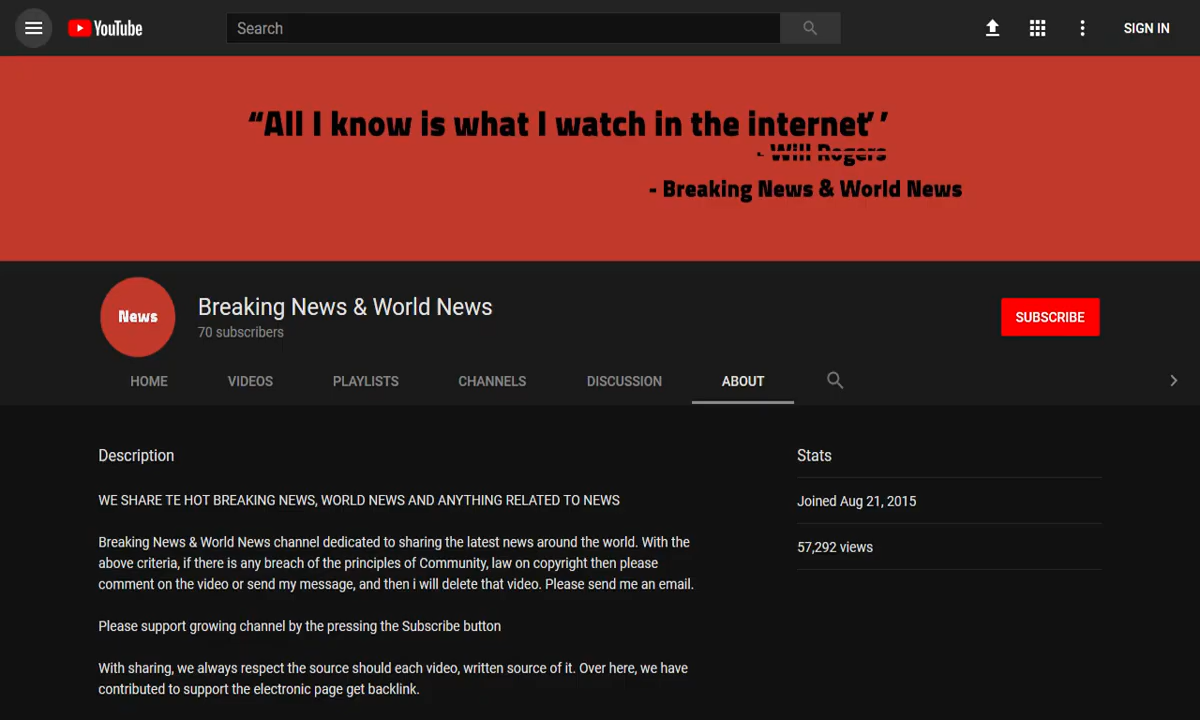 YouTube
Search
SIGN IN
“All I know is what I watch in the internet’’
- Will Rogers
- Breaking News & World News
News
Breaking News & World News
70 subscribers
SUBSCRIBE
HOME
VIDEOS
PLAYLISTS
CHANNELS
DISCUSSION
ABOUT
Description
WE SHARE TE HOT BREAKING NEWS, WORLD NEWS AND ANYTHING RELATED TO NEWS
Breaking News & World News channel dedicated to sharing the latest news around the world. With the
above criteria, if there is any breach of the principles of Community, law on copyright then please
comment on the video or send my message, and then i will delete that video. Please send me an email.
Please support growing channel by the pressing the Subscribe button
With sharing, we always respect the source should each video, written source of it. Over here, we have
contributed to support the electronic page get backlink.
Stats
Joined Aug 21, 2015
57,292 views